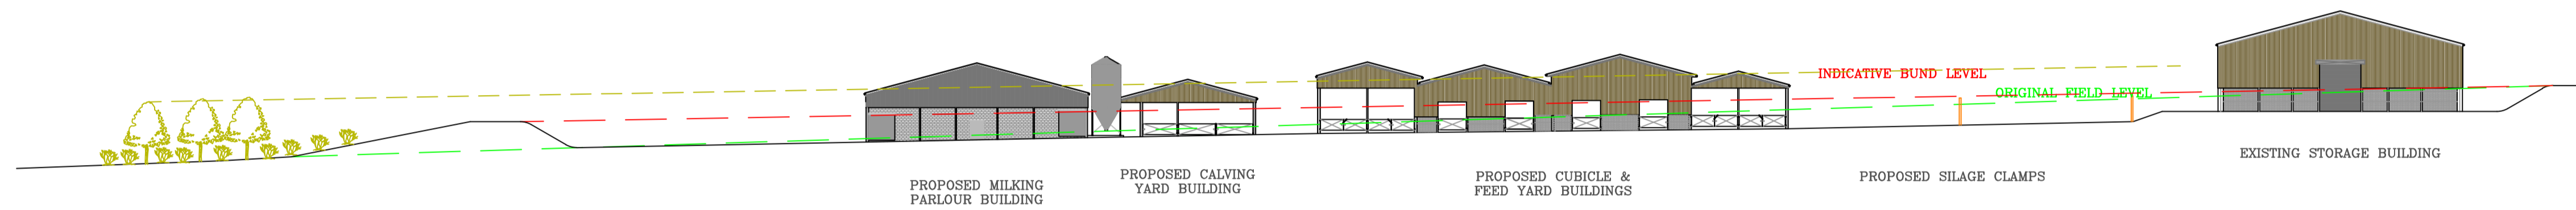 INDICATIVE BUND LEVEL
ORIGINAL FIELD LEVEL
PROPOSED MILKING
PARLOUR BUILDING
PROPOSED CALVING
YARD BUILDING
PROPOSED CUBICLE &
FEED YARD BUILDINGS
PROPOSED SILAGE CLAMPS
EXISTING STORAGE BUILDING